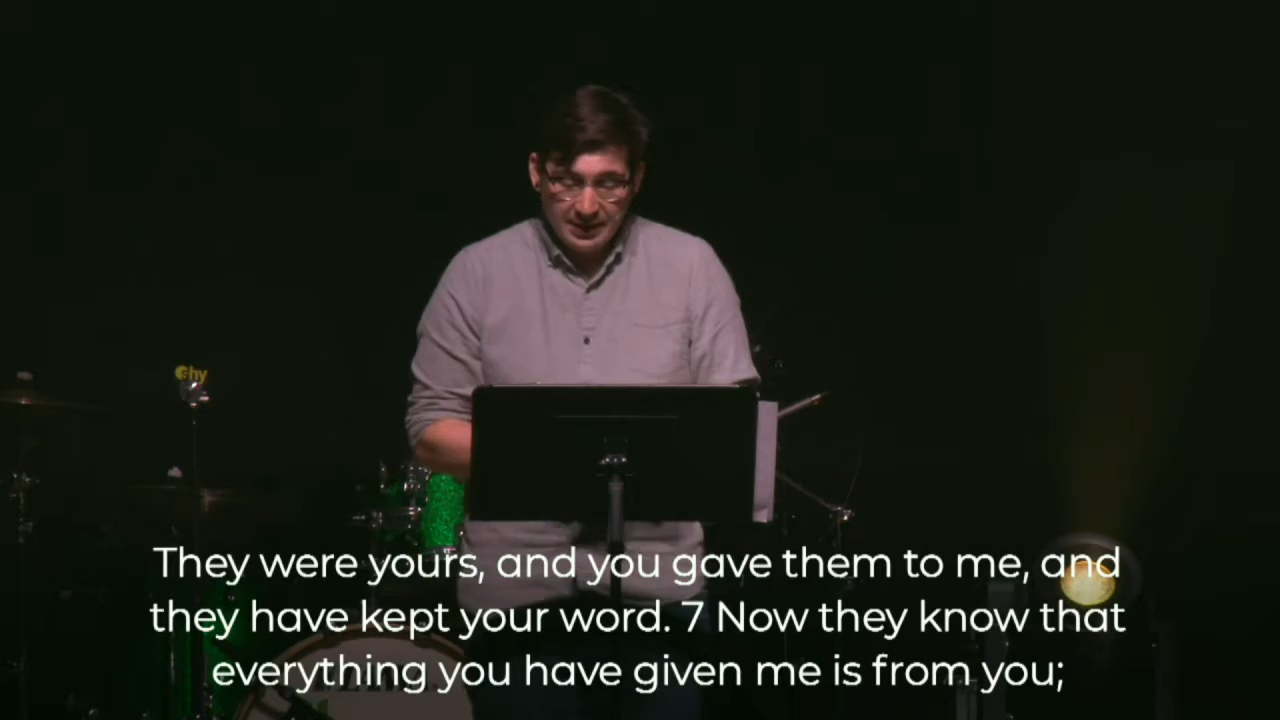 They were yours, and you gave them to me, and
they have kept your word. 7 Now they know that
everything you have given me is from you;